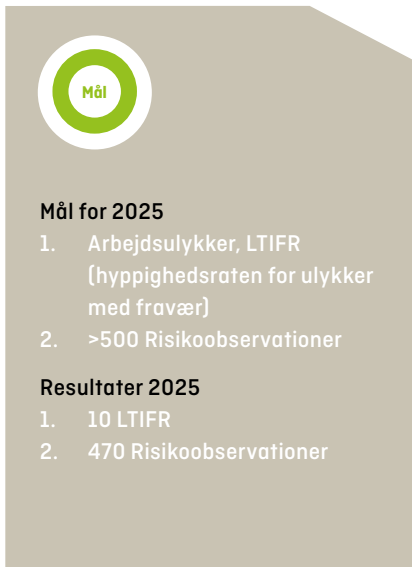 Mål
Mål for 2025
1. Arbejdsulykker, LTIFR
(hyppighedsraten for ulykker
med fravær)
2. >500 Risikoobservationer
Resultater 2025
1. 10 LTIFR
2. 470 Risikoobservationer